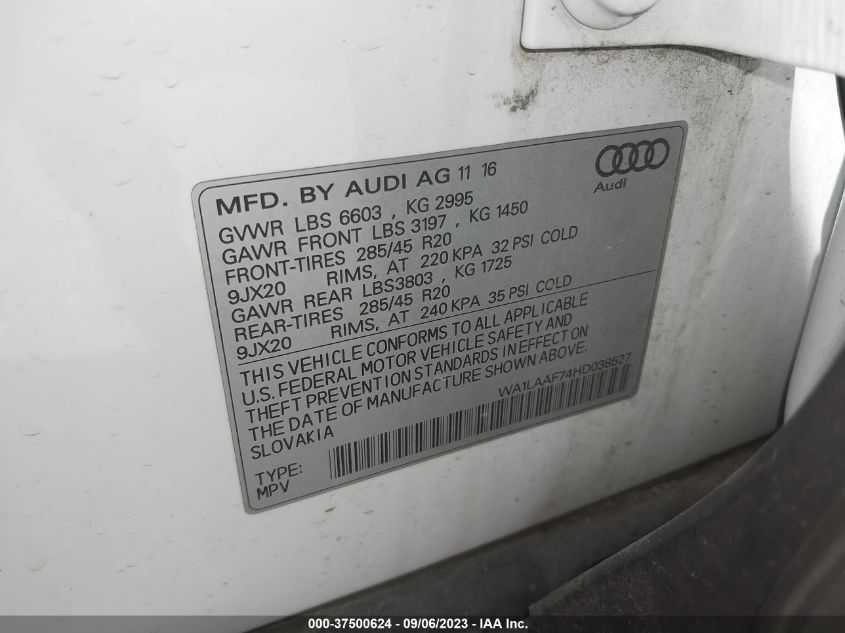 MFD. BY AUDI AG 11 16
Audi
GVWR LBS 6603 , KG 2995
GAWR FRONT LBS 3197 , KG 1450
FRONT-TIRES 285/45 R20
9JX20 RIMS, AT 220 KPA 32 PSI COLD
GAWR REAR LBS3803 , KG 1725
REAR-TIRES 285/45 R20
9JX20 RIMS, AT 240 KPA 35 PSI COLD
THIS VEHICLE CONFORMS TO ALL APPLICABLE
U.S. FEDERAL MOTOR VEHICLE SAFETY AND
THEFT PREVENTION STANDARDS IN EFFECT ON
THE DATE OF MANUFACTURE SHOWN ABOVE.
SLOVAKIA
WA1LAAF74HD038527
TYPE:
MPV
000-37500624 - 09/06/2023 - IAA Inc.